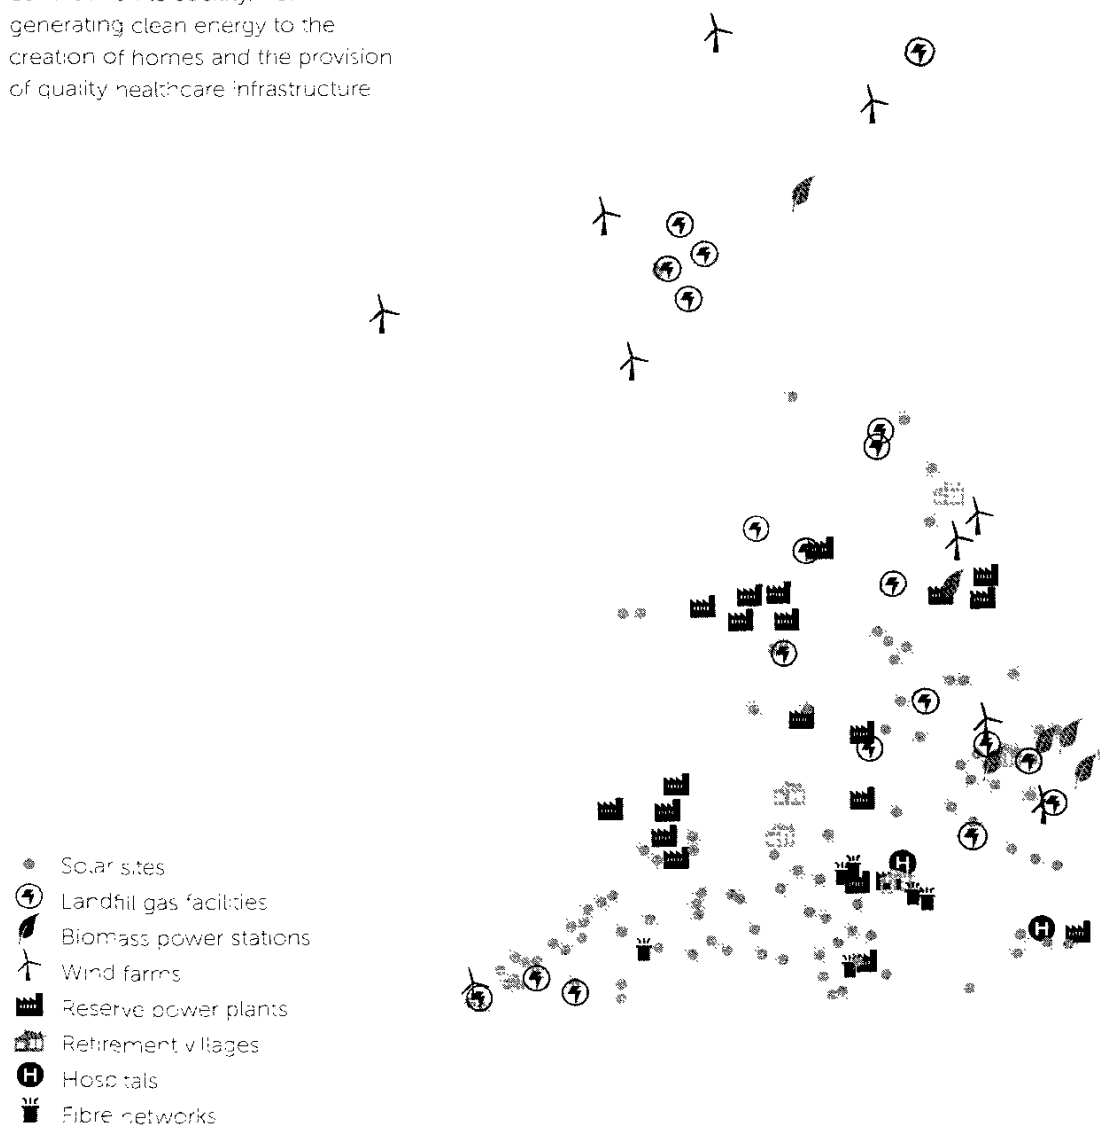 generating clean energy to the
creation of homes and the provision
of quality healthcare infrastructure
Solar sites
Landfill gas facilities
Biomass power stations
Wind farms
Reserve power plants
Retirement villages
Hospitals
Fibre networks